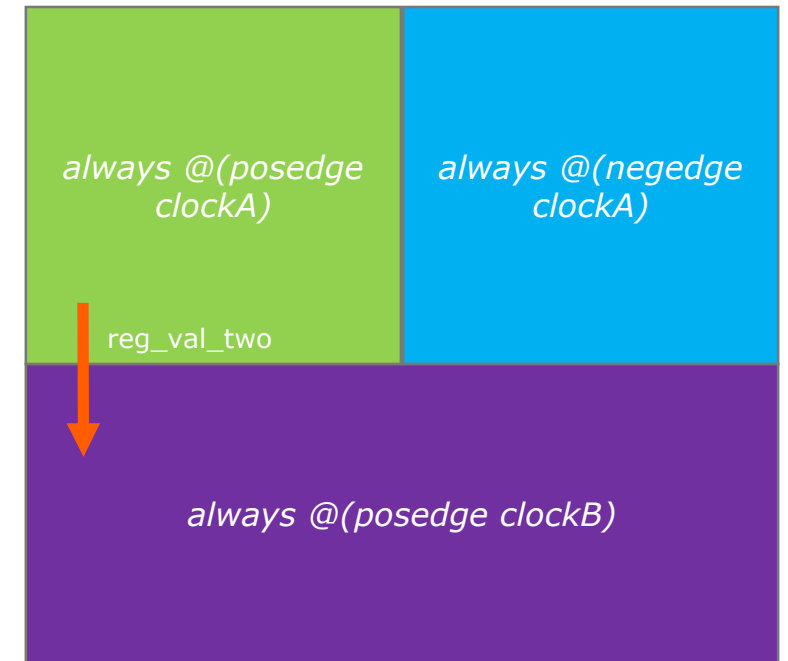 always @(posedge
clockA)
always @(negedge
clockA)
reg_val_two
always @(posedge clockB)